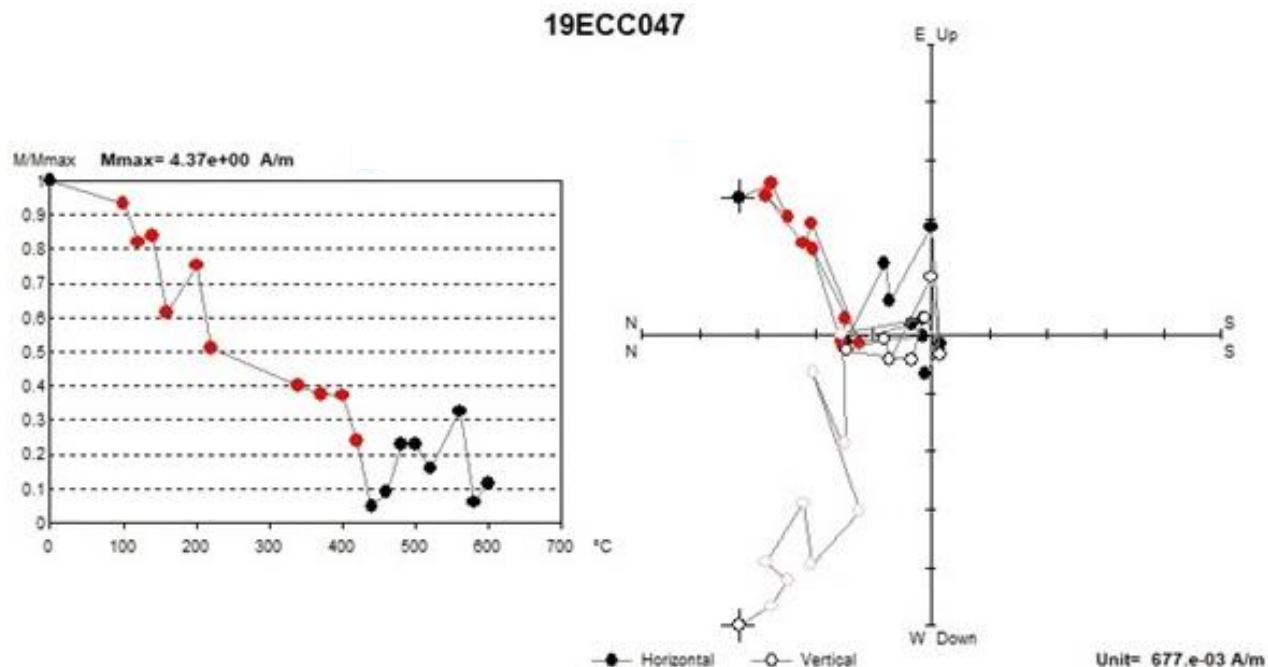 19ECC047
E Up
M/Mmax Mmax= 4.37e+00 A/m
1
0.9
0.8
0.7
0.6
0.5
0.4
0.3
0.2
0.1
0
0 100 200 300 400 500 600 700 °C
N S
N S
W Down
Horizontal Vertical Unit= 677.e-03 A/m